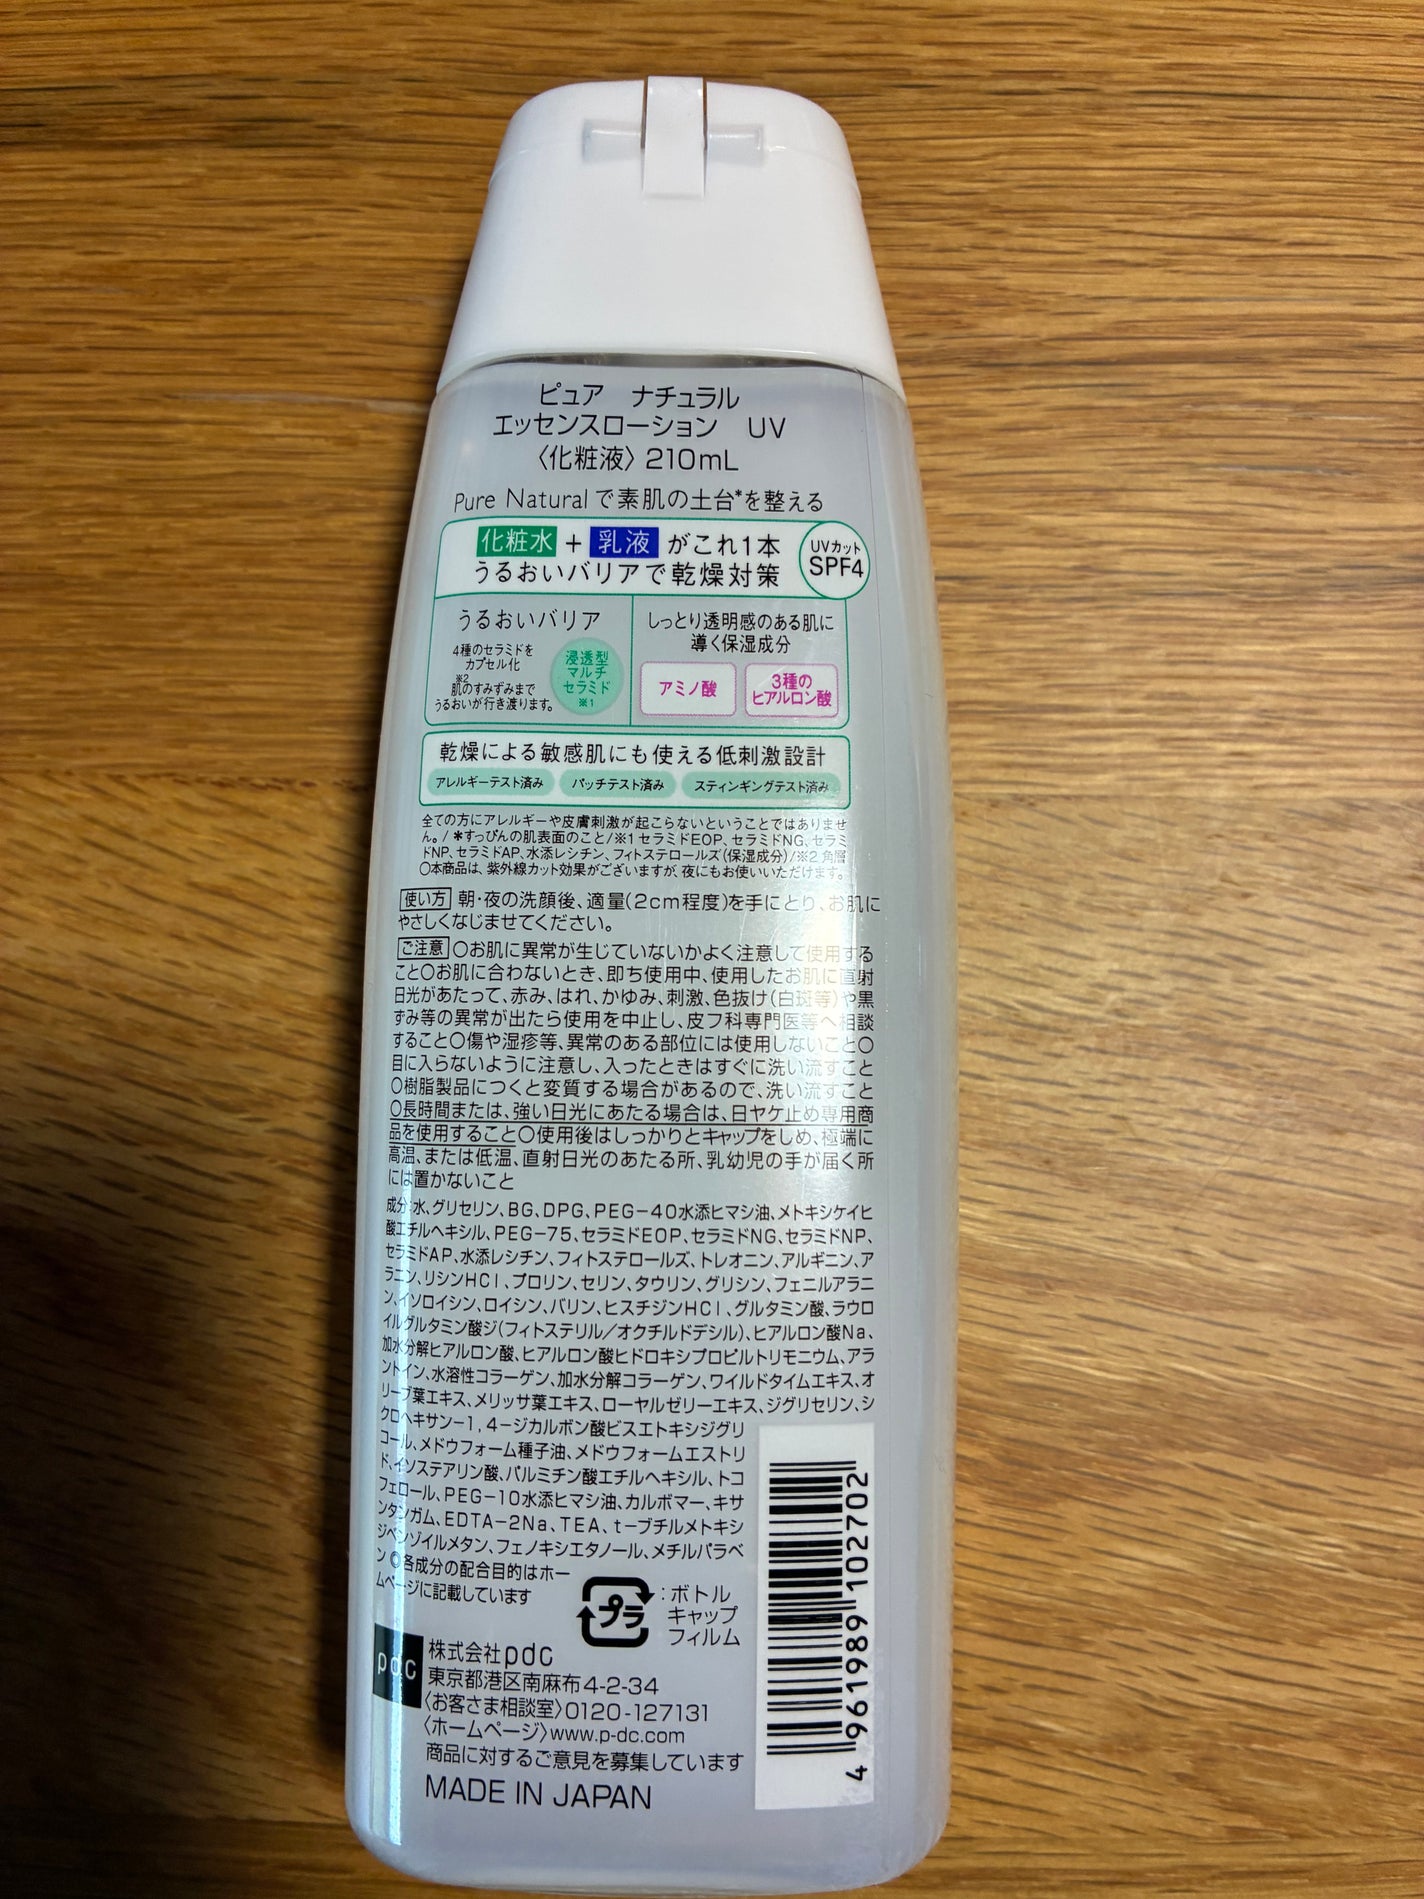 ピュア ナチュラル
エッセンスローション UV
〈化粧液〉210mL
Pure Naturalで素肌の土台*を整える
化粧水 + 乳液 がこれ1本
うるおいバリアで乾燥対策
UVカット
SPF4
うるおいバリア
4種のセラミドを
カプセル化
※2
肌のすみずみまで
うるおいが行き渡ります。
浸透型
マルチ
セラミド
※1
しっとり透明感のある肌に
導く保湿成分
アミノ酸
3種の
ヒアルロン酸
乾燥による敏感肌にも使える低刺激設計
アレルギーテスト済み パッチテスト済み スティンギングテスト済み
全ての方にアレルギーや皮膚刺激が起こらないということではありませ
ん。/*すっぴんの肌表面のこと/※1 セラミドEOP、セラミドNG、セラミ
ドNP、セラミドAP、水添レシチン、フィトステロールズ(保湿成分)/※2 角層
○本商品は、紫外線カット効果がございますが、夜にもお使いいただけます。
使い方 朝・夜の洗顔後、適量(2cm程度)を手にとり、お肌に
やさしくなじませてください。
ご注意 ○お肌に異常が生じていないかよく注意して使用する
こと○お肌に合わないとき、即ち使用中、使用したお肌に直射
日光があたって、赤み、はれ、かゆみ、刺激、色抜け(白斑等)や黒
ずみ等の異常が出たら使用を中止し、皮フ科専門医等へ相談
すること○傷や湿疹等、異常のある部位には使用しないこと○
目に入らないように注意し、入ったときはすぐに洗い流すこと
○樹脂製品につくと変質する場合があるので、洗い流すこと
○長時間または、強い日光にあたる場合は、日ヤケ止め専用商
品を使用すること○使用後はしっかりとキャップをしめ、極端に
高温、または低温、直射日光のあたる所、乳幼児の手が届く所
には置かないこと
成分:水、グリセリン、BG、DPG、PEG-40水添ヒマシ油、メトキシケイヒ
酸エチルヘキシル、PEG-75、セラミドEOP、セラミドNG、セラミドNP、
セラミドAP、水添レシチン、フィトステロールズ、トレオニン、アルギニン、ア
ラニン、リシンHCl、プロリン、セリン、タウリン、グリシン、フェニルアラニ
ン、イソロイシン、ロイシン、バリン、ヒスチジンHCl、グルタミン酸、ラウロ
イルグルタミン酸ジ(フィトステリル/オクチルドデシル)、ヒアルロン酸Na、
加水分解ヒアルロン酸、ヒアルロン酸ヒドロキシプロピルトリモニウム、アラ
ントイン、水溶性コラーゲン、加水分解コラーゲン、ワイルドタイムエキス、オ
リーブ葉エキス、メリッサ葉エキス、ローヤルゼリーエキス、ジグリセリン、シ
クロヘキサン-1,4-ジカルボン酸ビスエトキシジグリ
コール、メドウフォーム種子油、メドウフォームエストリ
ド、イソステアリン酸、パルミチン酸エチルヘキシル、トコ
フェロール、PEG-10水添ヒマシ油、カルボマー、キサ
ンタンガム、EDTA-2Na、TEA、t-ブチルメトキシ
ジベンゾイルメタン、フェノキシエタノール、メチルパラベ
ン ◎各成分の配合目的はホー
ムページに記載しています
プラ
:ボトル
キャップ
フィルム
pdc
株式会社pdc
東京都港区南麻布4-2-34
〈お客さま相談室〉0120-127131
〈ホームページ〉www.p-dc.com
商品に対するご意見を募集しています
MADE IN JAPAN
4 961989 102702